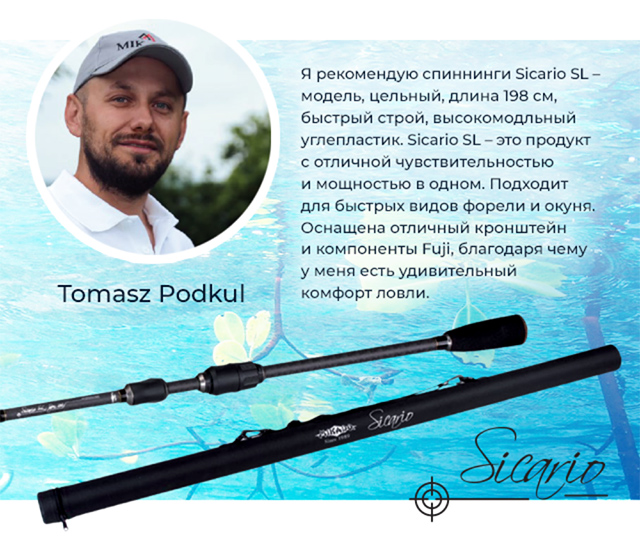 MIK
Я рекомендую спиннинги Sicario SL –
модель, цельный, длина 198 см,
быстрый строй, высокомодльный
углепластик. Sicario SL – это продукт
с отличной чувствительностью
и мощностью в одном. Подходит
для быстрых видов форели и окуня.
Оснащена отличный кронштейн
и компоненты Fuji, благодаря чему
у меня есть удивительный
комфорт ловли.
Tomasz Podkul
MIKADO Sicario
Sicario